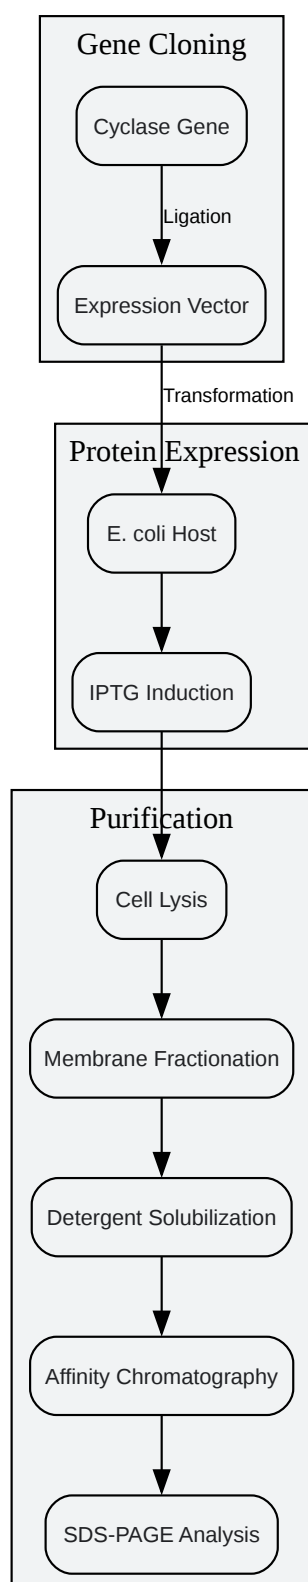 Gene Cloning
Cyclase Gene
Ligation
Expression Vector
Transformation
Protein Expression
E. coli Host
IPTG Induction
Purification
Cell Lysis
Membrane Fractionation
Detergent Solubilization
Affinity Chromatography
SDS-PAGE Analysis